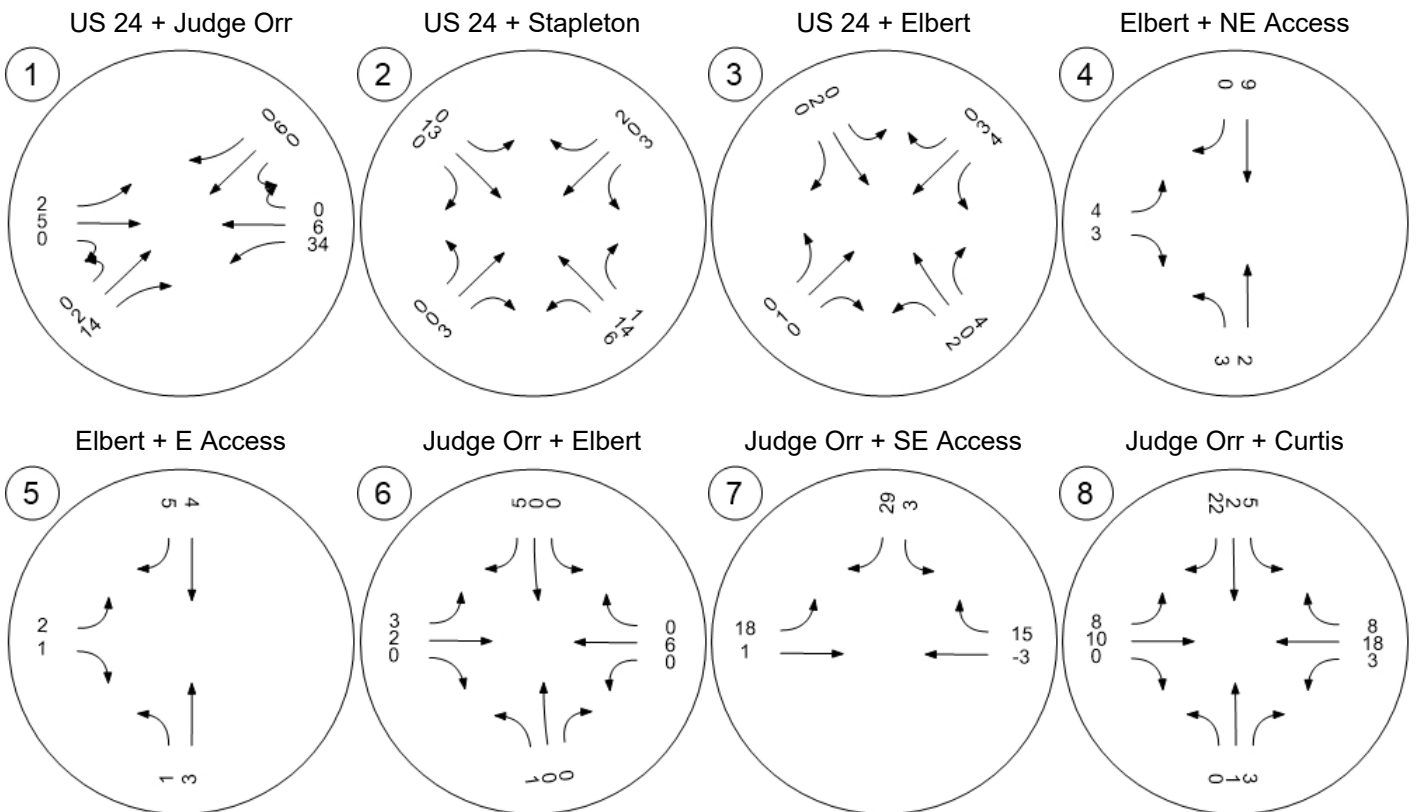 US 24 + Judge Orr
1
0 6 0
2
5
0
0
6
34
0 2 14
US 24 + Stapleton
2
0 13 0
2 0 3
0 0 3
1 14 6
US 24 + Elbert
3
0 2 0
0 3 4
0 1 0
4 0 2
Elbert + NE Access
4
0 6
4
3
3 2
Elbert + E Access
5
5 4
2
1
1 3
Judge Orr + Elbert
6
5 0 0
3
2
0
0
6
0
1 0 0
Judge Orr + SE Access
7
29 3
18
1
15
-3
Judge Orr + Curtis
8
22 2 5
8
10
0
8
18
3
0 1 3